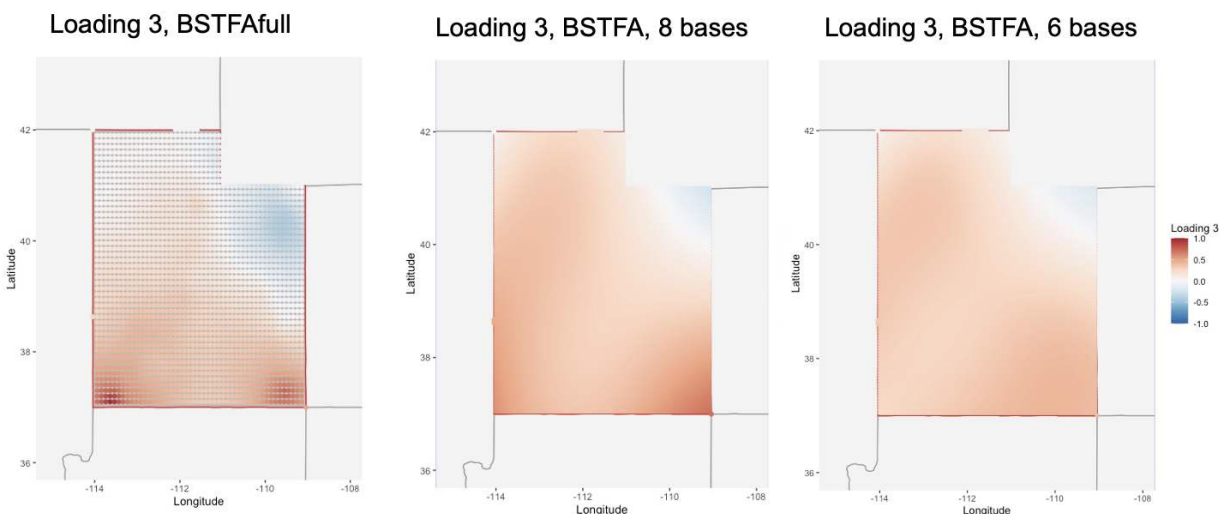 Loading 3, BSTFAfull
Loading 3, BSTFA, 8 bases
Loading 3, BSTFA, 6 bases
42
40
38
36
Latitude
-114
-112
-110
-108
Longitude
42
40
38
36
Latitude
-114
-112
-110
-108
Longitude
42
40
38
36
Latitude
-114
-112
-110
-108
Longitude
Loading 3
1.0
0.5
0.0
-0.5
-1.0